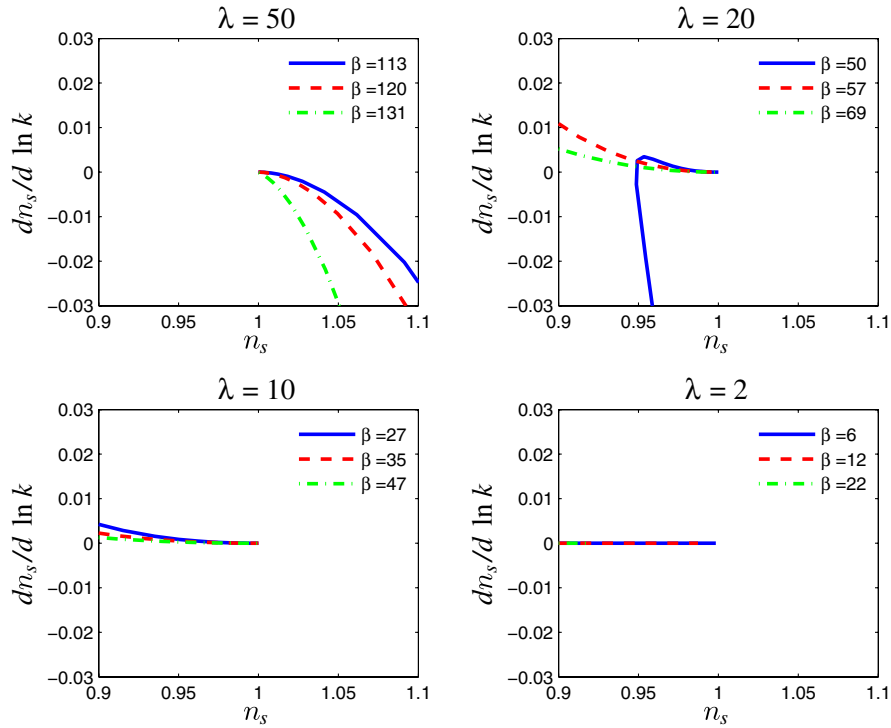 λ = 50
0.03
0.02
0.01
0
−0.01
−0.02
−0.03
0.9
0.95
1
1.05
1.1
n_s
dn_s/d ln k
β =113
β =120
β =131
λ = 20
0.03
0.02
0.01
0
−0.01
−0.02
−0.03
0.9
0.95
1
1.05
1.1
n_s
dn_s/d ln k
β =50
β =57
β =69
λ = 10
0.03
0.02
0.01
0
−0.01
−0.02
−0.03
0.9
0.95
1
1.05
1.1
n_s
dn_s/d ln k
β =27
β =35
β =47
λ = 2
0.03
0.02
0.01
0
−0.01
−0.02
−0.03
0.9
0.95
1
1.05
1.1
n_s
dn_s/d ln k
β =6
β =12
β =22